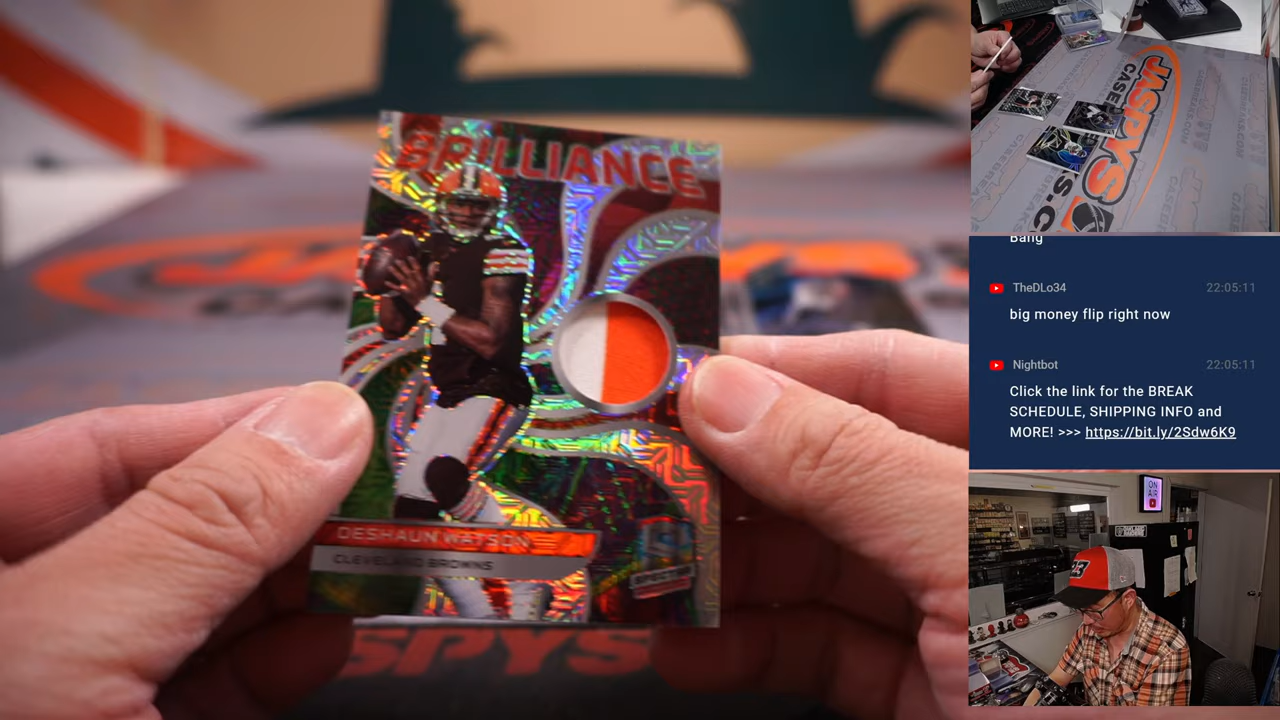 BRILLIANCE
DESHAUN WATSON
CLEVELAND BROWNS
SPECTRA
SPYS
JASPYS
Bang
TheDLo34 22:05:11
big money flip right now
Nightbot 22:05:11
Click the link for the BREAK
SCHEDULE, SHIPPING INFO and
MORE! >>> https://bit.ly/2Sdw6K9
ON
AIR
23